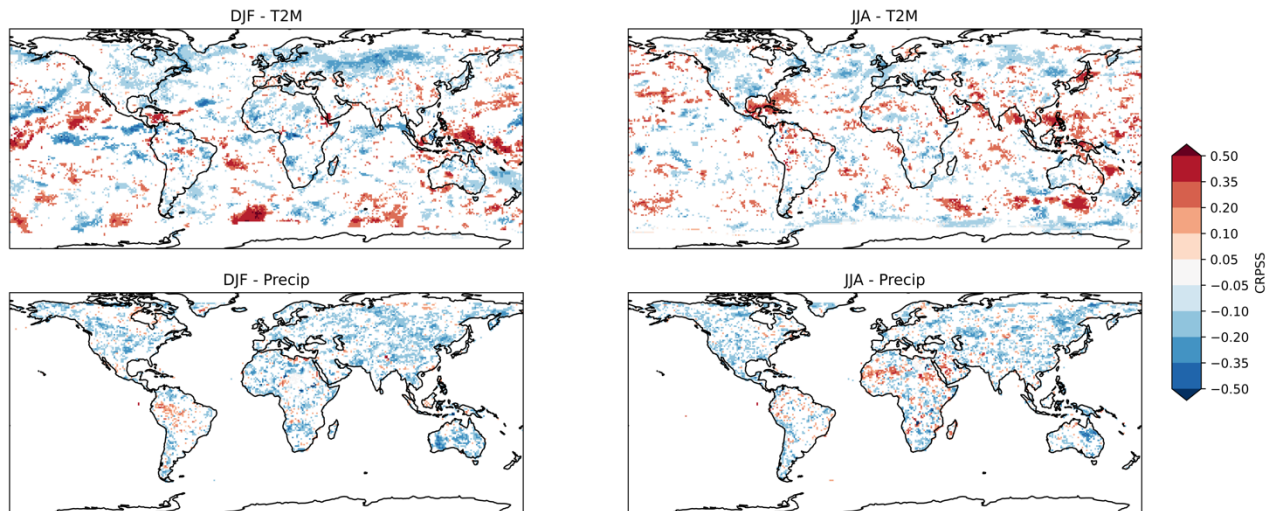 DJF - T2M
JJA - T2M
DJF - Precip
JJA - Precip
0.50
0.35
0.20
0.10
0.05
−0.05
−0.10
−0.20
−0.35
−0.50
CRPSS